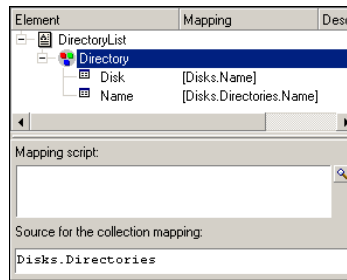 Element Mapping Desc
DirectoryList
Directory
Disk [Disks.Name]
Name [Disks.Directories.Name]
Mapping script:
Source for the collection mapping:
Disks.Directories